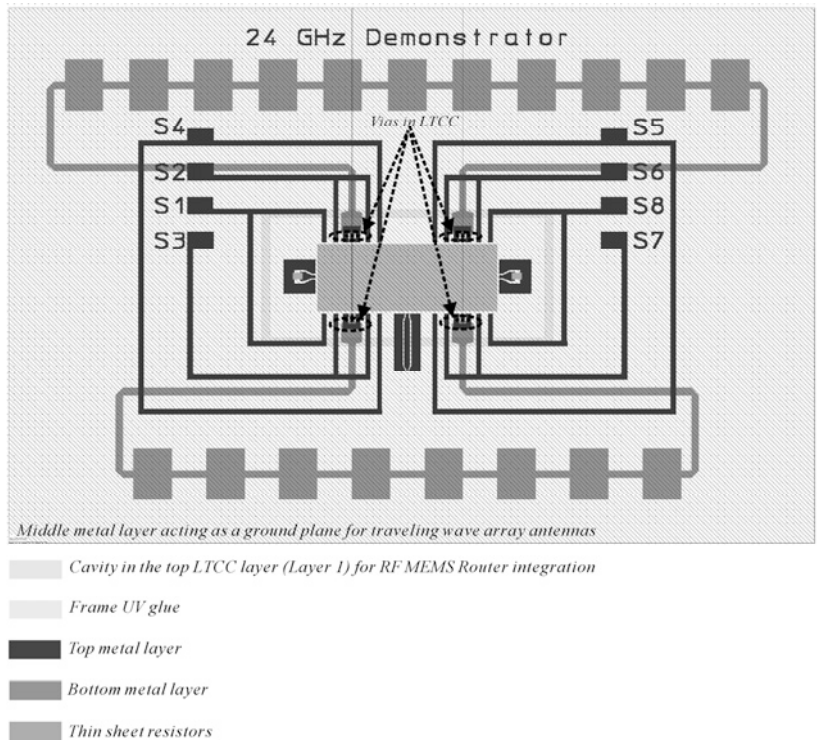 24 GHz Demonstrator
Vias in LTCC
S4
S5
S2
S6
S1
S8
S3
S7
Middle metal layer acting as a ground plane for traveling wave array antennas
Cavity in the top LTCC layer (Layer 1) for RF MEMS Router integration
Frame UV glue
Top metal layer
Bottom metal layer
Thin sheet resistors